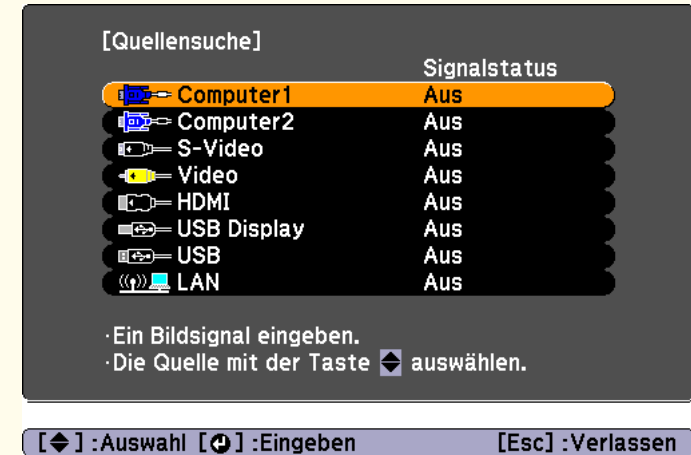 [Quellensuche]
Signalstatus
Computer1 Aus
Computer2 Aus
S-Video Aus
Video Aus
HDMI Aus
USB Display Aus
USB Aus
LAN Aus
·Ein Bildsignal eingeben.
·Die Quelle mit der Taste auswählen.
[ ] :Auswahl [ ] :Eingeben [Esc] :Verlassen